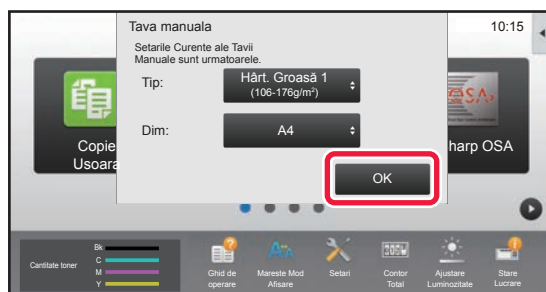 Tava manuala
10:15
Setarile Curente ale Tavii
Manuale sunt urmatoarele.
Tip:
Hârt. Groasă 1
(106-176g/m²)
Dim:
A4
OK
Copie
Usoara
OSA
harp OSA
Cantitate toner
Bk
C
M
Y
Ghid de
operare
Mareste Mod
Afisare
Setari
Contor
Total
Ajustare
Luminozitate
Stare
Lucrare